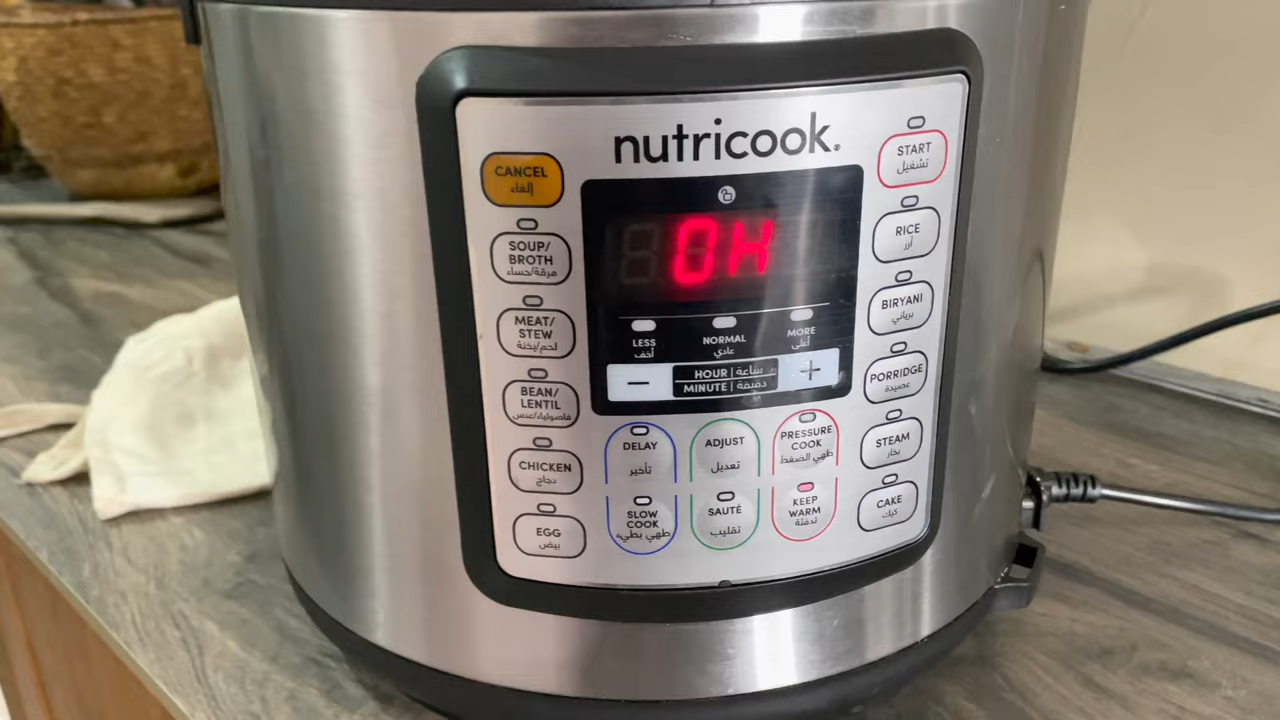 nutricook.
CANCEL
إلغاء
SOUP/
BROTH
مرقة/حساء
MEAT/
STEW
لحم/يخنة
BEAN/
LENTIL
فاصولياء/عدس
CHICKEN
دجاج
EGG
بيض
0H
LESS
أخف
NORMAL
عادي
MORE
أعلى
− HOUR | ساعة +
MINUTE | دقيقة
DELAY
تأخير
ADJUST
تعديل
PRESSURE
COOK
طهي الضغط
SLOW
COOK
طهي بطيء
SAUTÉ
تقليب
KEEP
WARM
تدفئة
START
تشغيل
RICE
أرز
BIRYANI
برياني
PORRIDGE
عصيدة
STEAM
بخار
CAKE
كيك